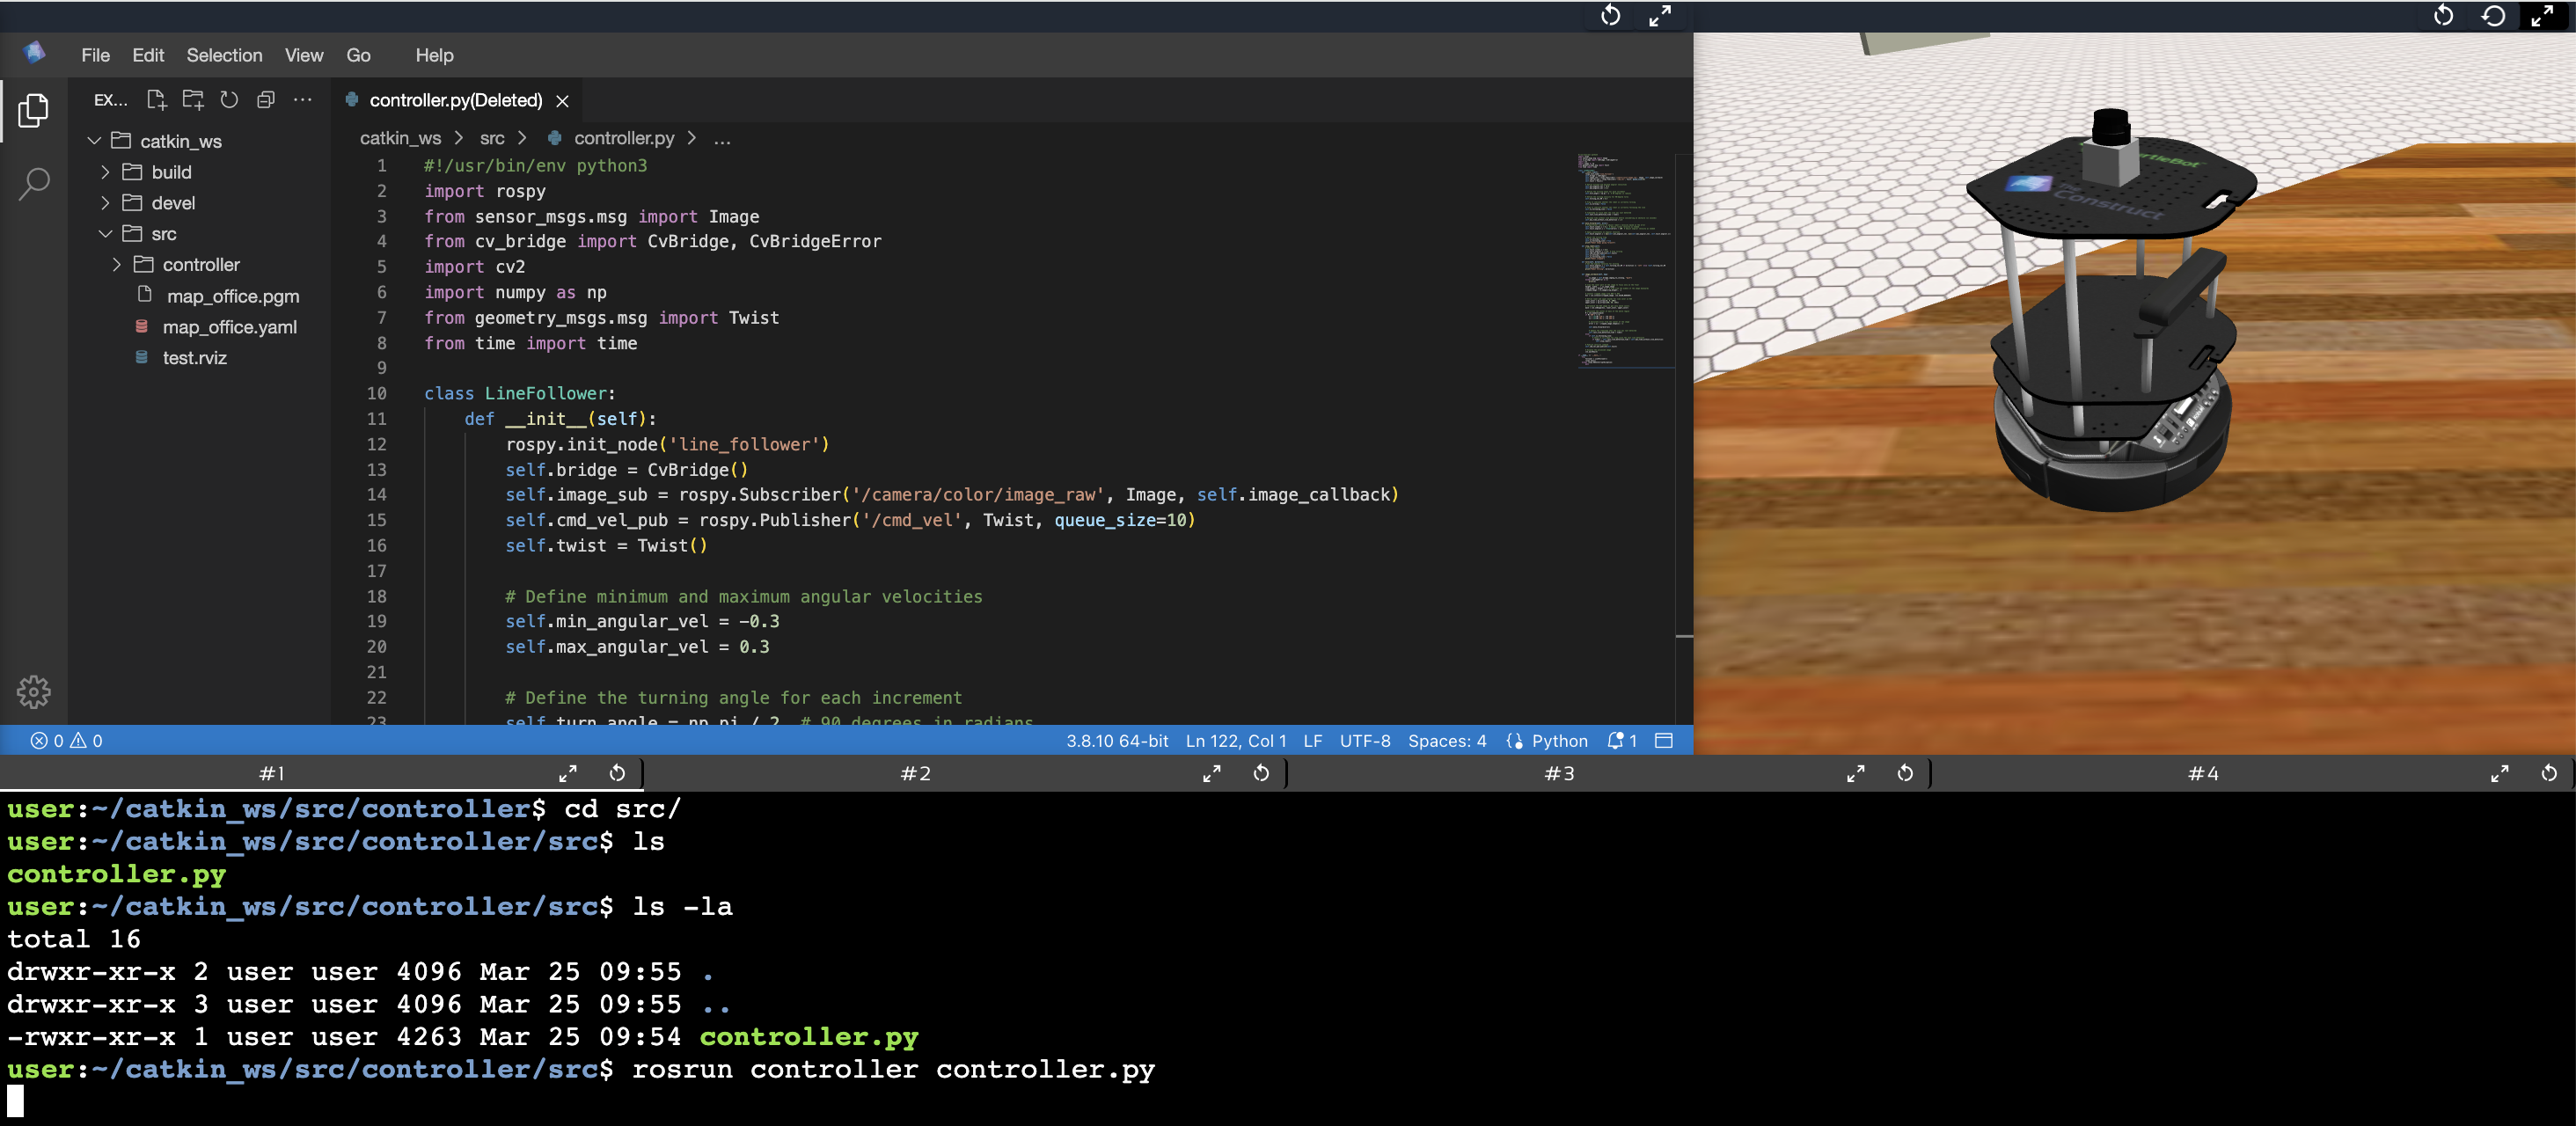 File Edit Selection View Go Help
EX...
controller.py(Deleted)
catkin_ws
build
devel
src
controller
map_office.pgm
map_office.yaml
test.rviz
catkin_ws > src > controller.py > ...
1 #!/usr/bin/env python3
2 import rospy
3 from sensor_msgs.msg import Image
4 from cv_bridge import CvBridge, CvBridgeError
5 import cv2
6 import numpy as np
7 from geometry_msgs.msg import Twist
8 from time import time
9
10 class LineFollower:
11 def __init__(self):
12 rospy.init_node('line_follower')
13 self.bridge = CvBridge()
14 self.image_sub = rospy.Subscriber('/camera/color/image_raw', Image, self.image_callback)
15 self.cmd_vel_pub = rospy.Publisher('/cmd_vel', Twist, queue_size=10)
16 self.twist = Twist()
17
18 # Define minimum and maximum angular velocities
19 self.min_angular_vel = -0.3
20 self.max_angular_vel = 0.3
21
22 # Define the turning angle for each increment
23 self.turn_angle = np.pi / 2 # 90 degrees in radians
Construct
0 0 3.8.10 64-bit Ln 122, Col 1 LF UTF-8 Spaces: 4 Python 1
#1 #2 #3 #4
user:~/catkin_ws/src/controller$ cd src/
user:~/catkin_ws/src/controller/src$ ls
controller.py
user:~/catkin_ws/src/controller/src$ ls -la
total 16
drwxr-xr-x 2 user user 4096 Mar 25 09:55 .
drwxr-xr-x 3 user user 4096 Mar 25 09:55 ..
-rwxr-xr-x 1 user user 4263 Mar 25 09:54 controller.py
user:~/catkin_ws/src/controller/src$ rosrun controller controller.py